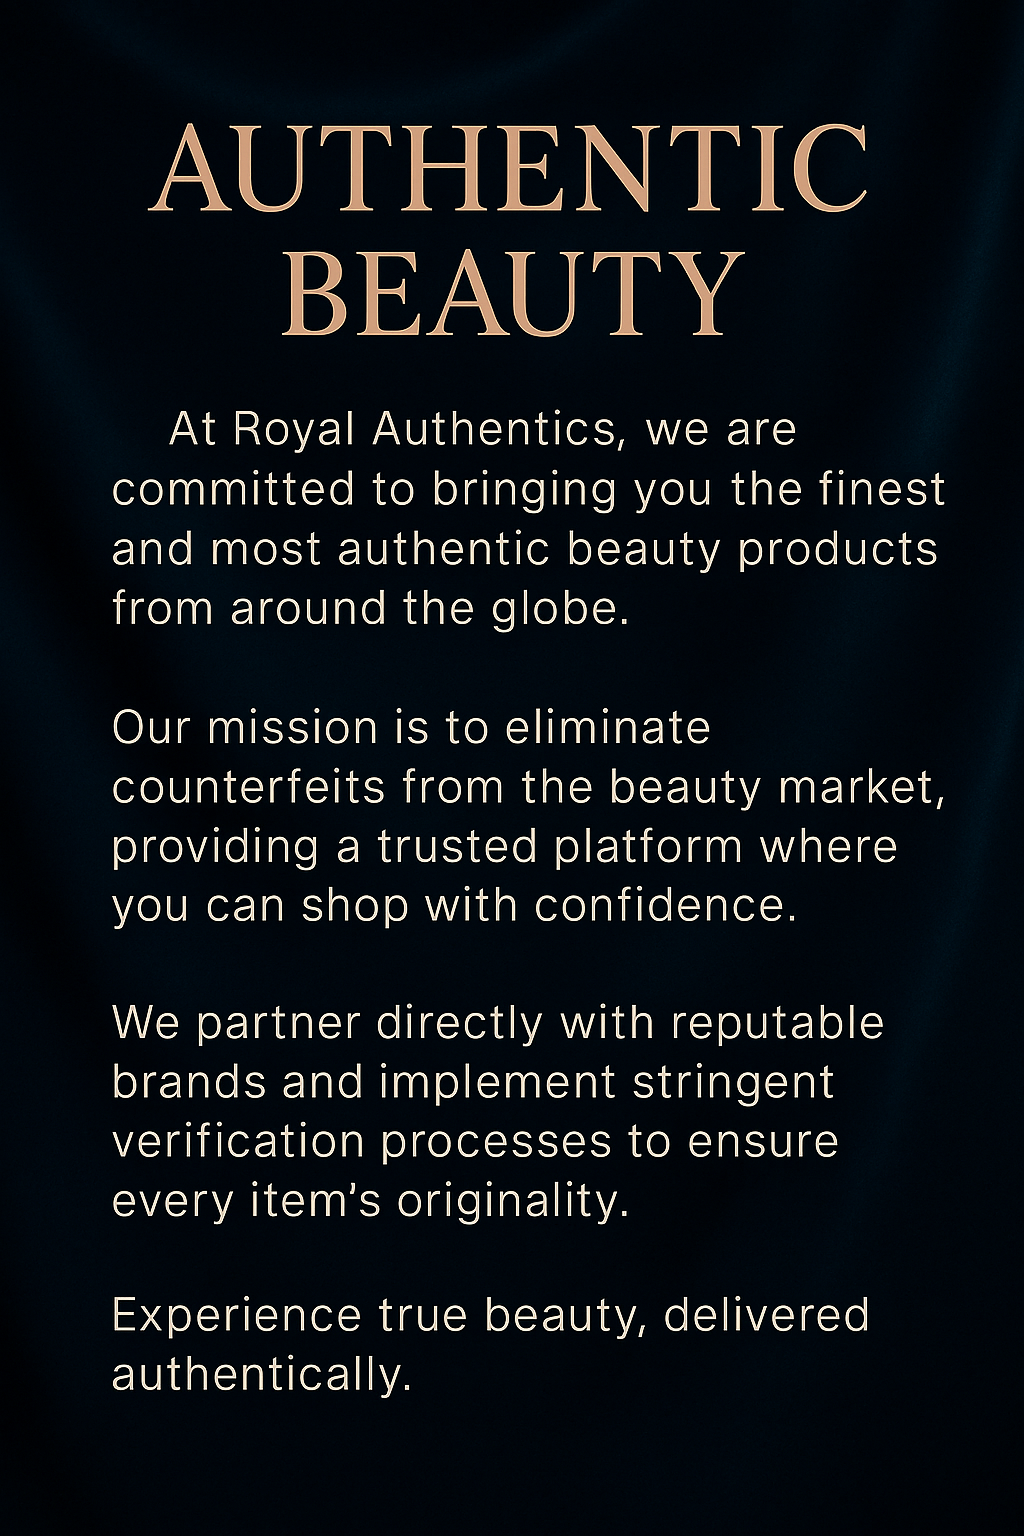 AUTHENTIC
BEAUTY
At Royal Authentics, we are
committed to bringing you the finest
and most authentic beauty products
from around the globe.
Our mission is to eliminate
counterfeits from the beauty market,
providing a trusted platform where
you can shop with confidence.
We partner directly with reputable
brands and implement stringent
verification processes to ensure
every item’s originality.
Experience true beauty, delivered
authentically.